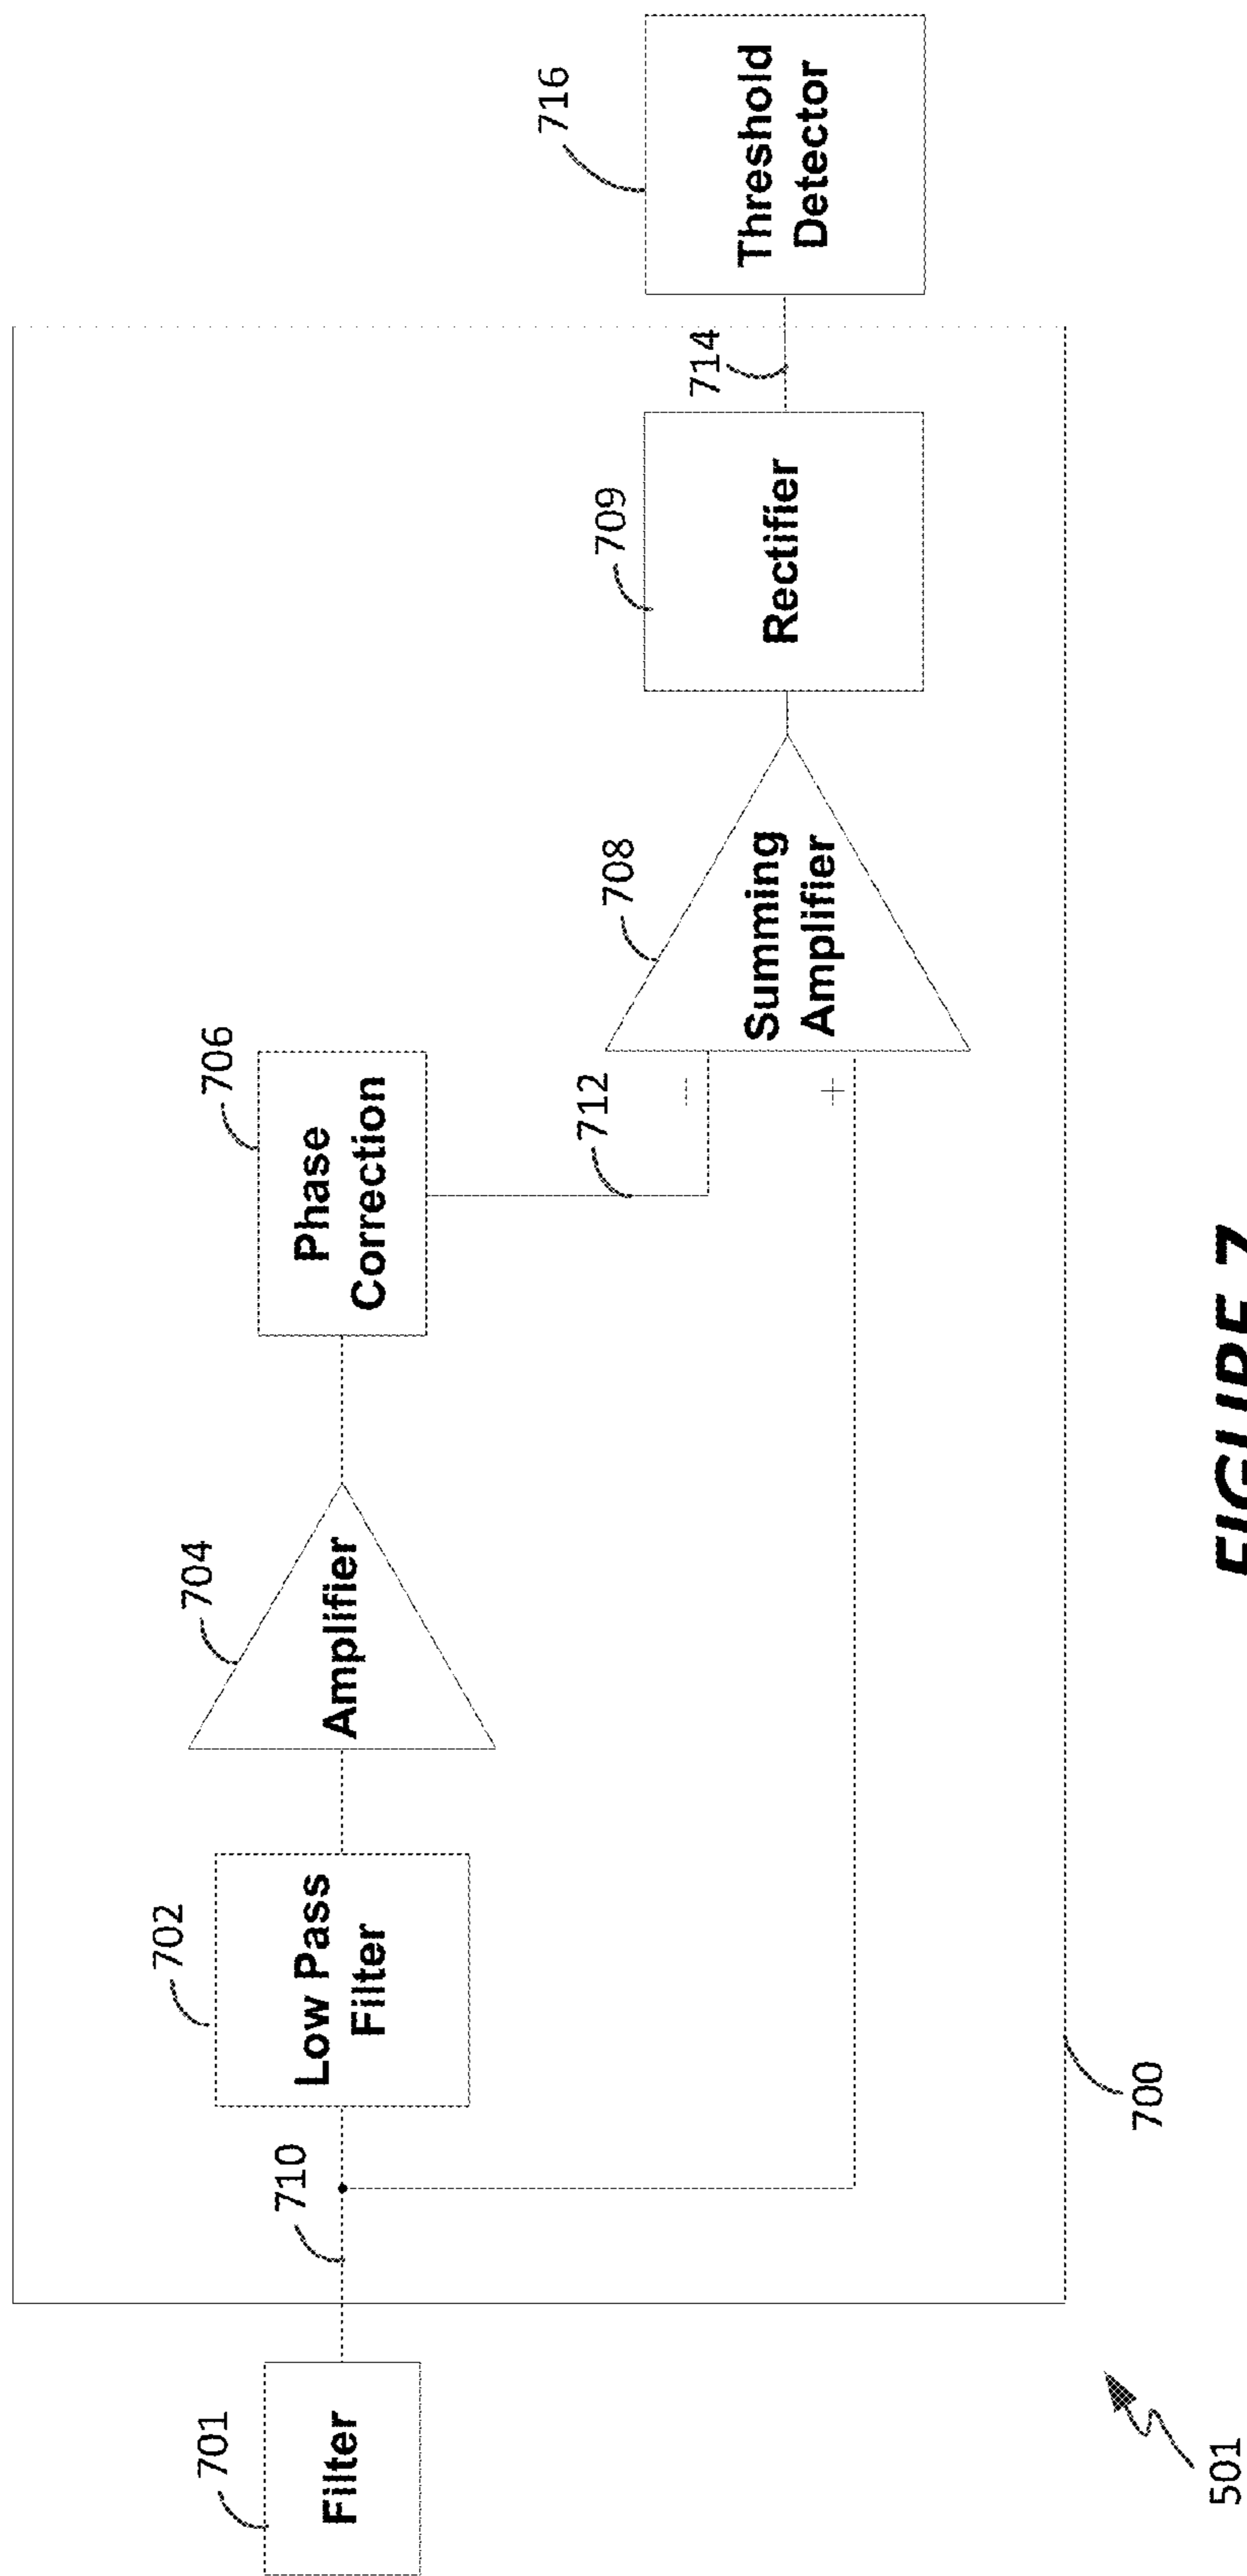 701
Filter
710
702
Low Pass
Filter
704
Amplifier
706
Phase
Correction
712
−
+
708
Summing
Amplifier
709
Rectifier
714
716
Threshold
Detector
700
501
FIGURE 7